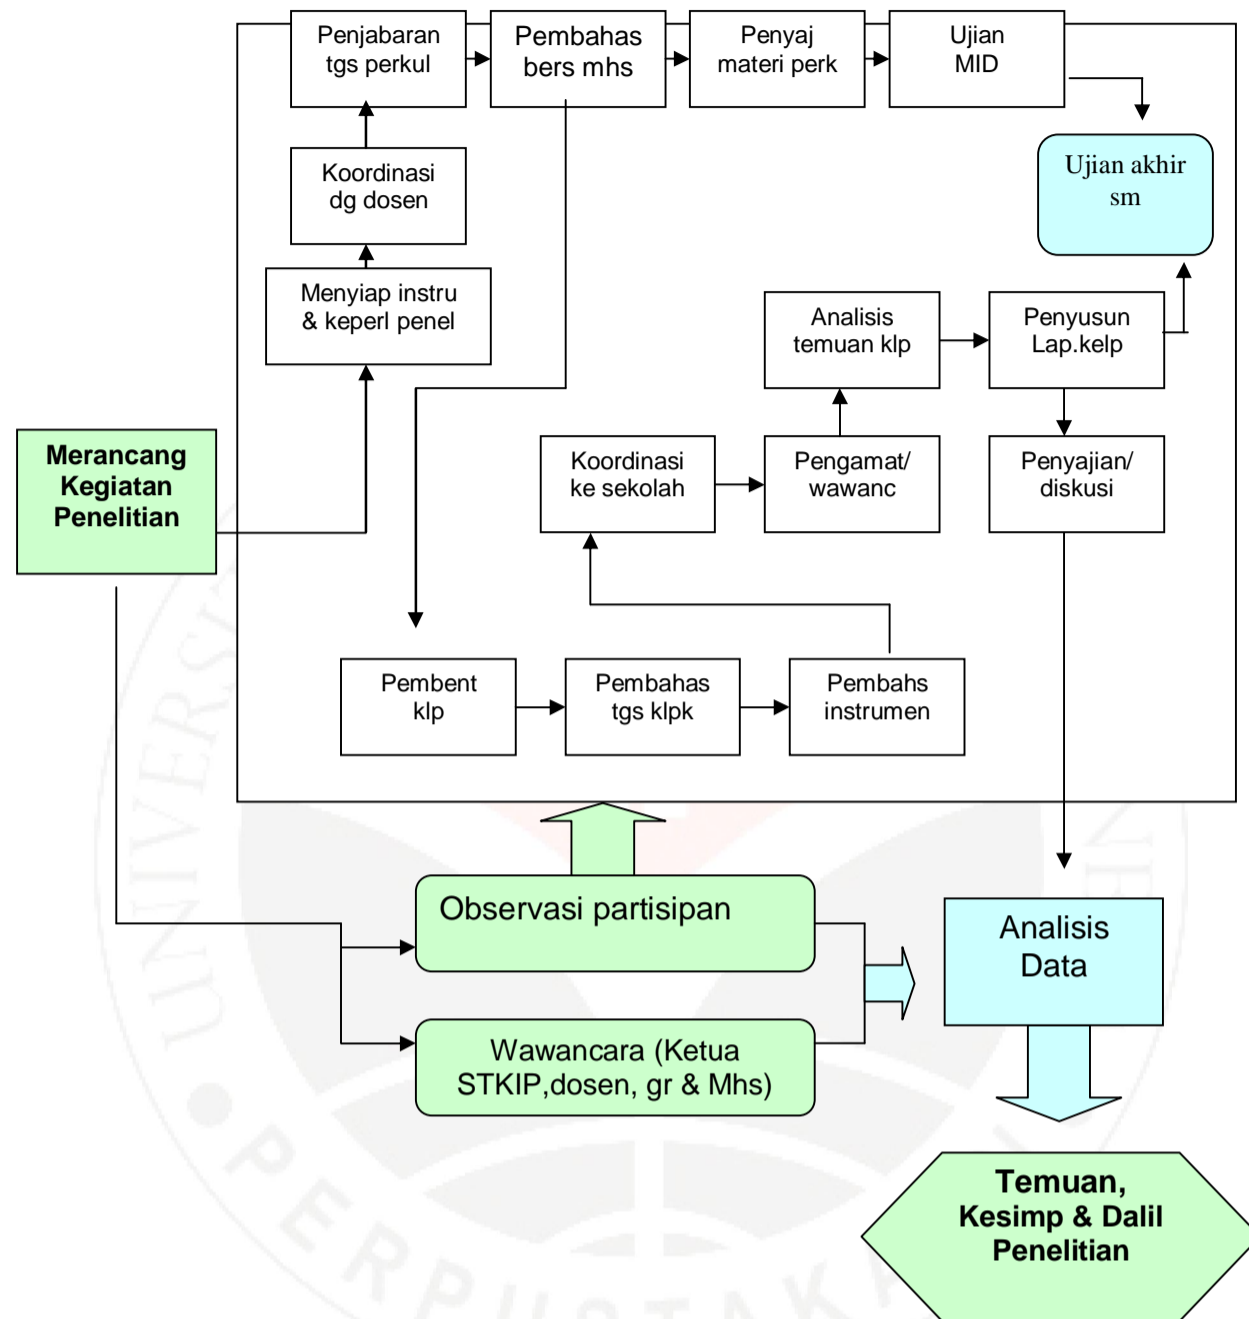 Penjabaran
tgs perkul
Pembahas
bers mhs
Penyaj
materi perk
Ujian
MID
Koordinasi
dg dosen
Ujian akhir
sm
Menyiap instru
& keperl penel
Analisis
temuan klp
Penyusun
Lap.kelp
Merancang
Kegiatan
Penelitian
Koordinasi
ke sekolah
Pengamat/
wawanc
Penyajian/
diskusi
Pembent
klp
Pembahas
tgs klpk
Pembahs
instrumen
Observasi partisipan
Analisis
Data
Wawancara (Ketua
STKIP,dosen, gr & Mhs)
Temuan,
Kesimp & Dalil
Penelitian